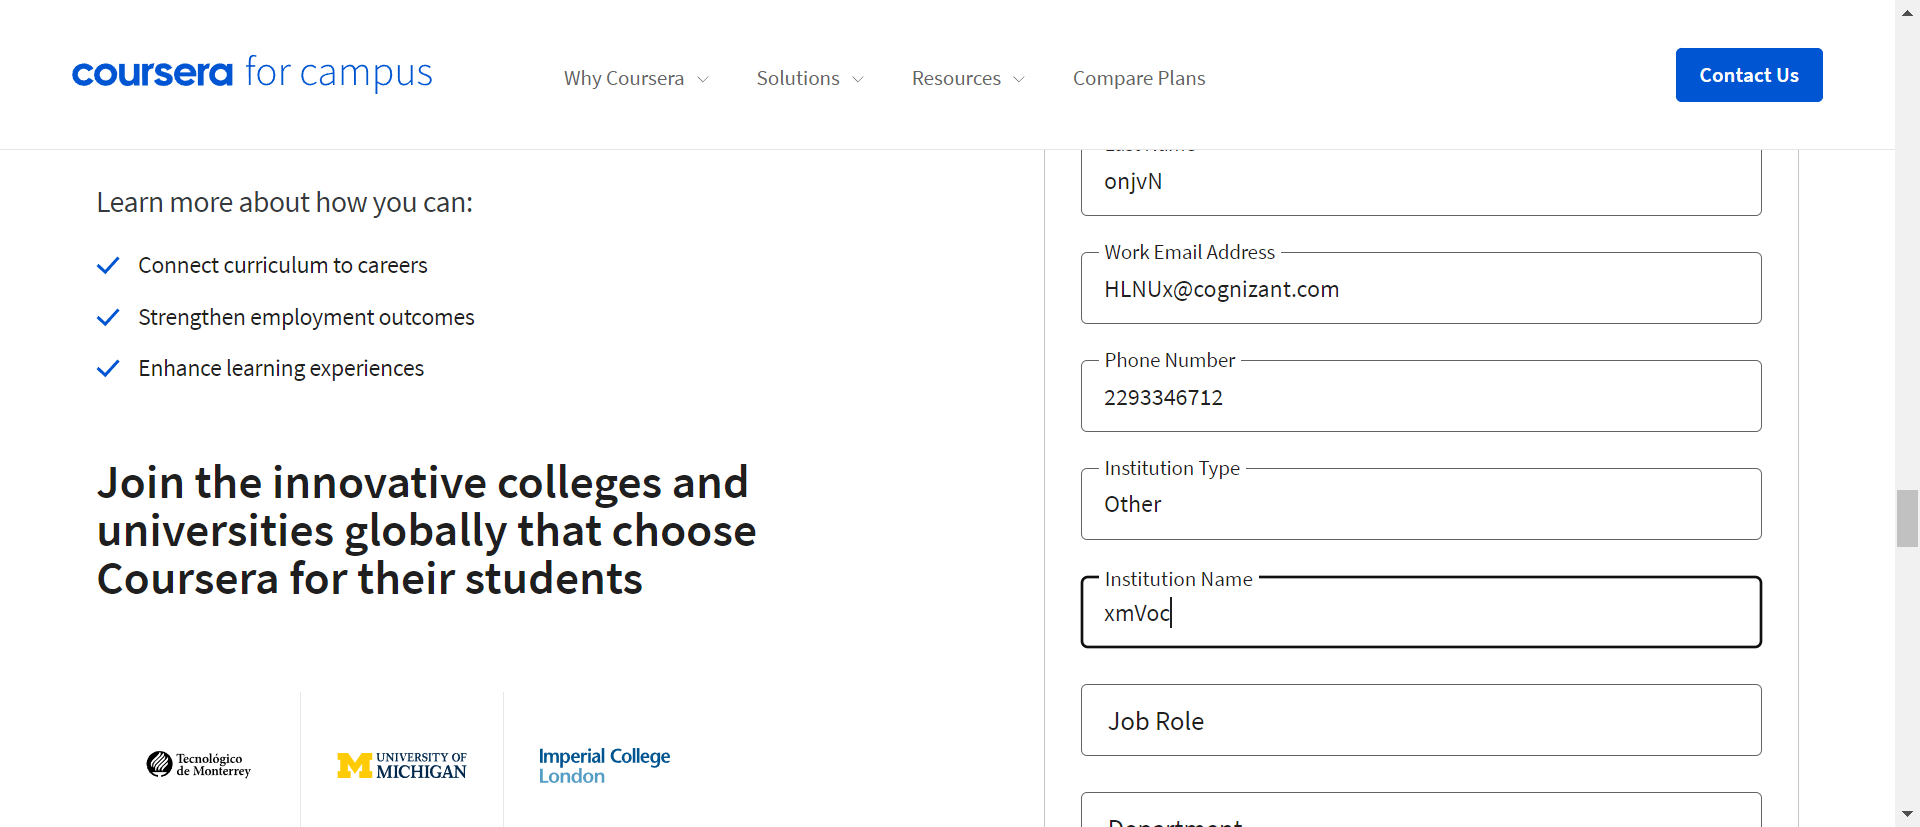 coursera for campus
Why Coursera
Solutions
Resources
Compare Plans
Contact Us
Learn more about how you can:
Connect curriculum to careers
Strengthen employment outcomes
Enhance learning experiences
Join the innovative colleges and
universities globally that choose
Coursera for their students
Tecnológico
de Monterrey
M UNIVERSITY OF
MICHIGAN
Imperial College
London
Last Name
onjvN
Work Email Address
HLNUx@cognizant.com
Phone Number
2293346712
Institution Type
Other
Institution Name
xmVoc
Job Role
Department